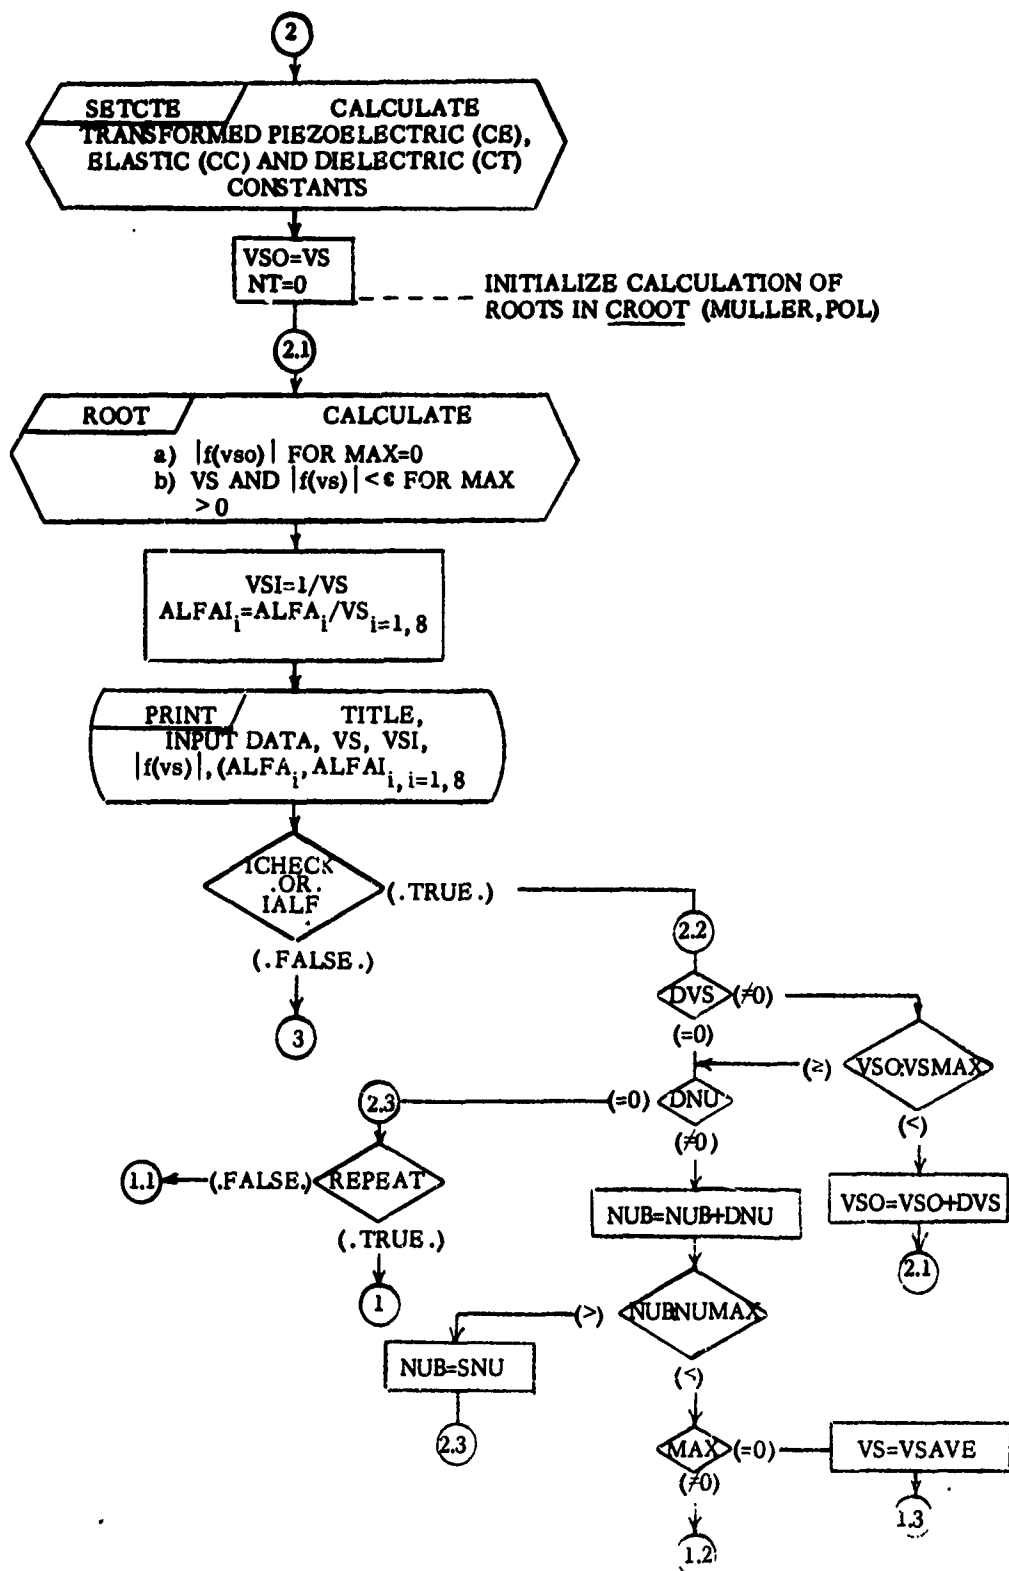 2
SETCTE CALCULATE
TRANSFORMED PIEZOELECTRIC (CE),
ELASTIC (CC) AND DIELECTRIC (CT)
CONSTANTS
VSO=VS
NT=0
INITIALIZE CALCULATION OF
ROOTS IN CROOT (MULLER,POL)
2.1
ROOT CALCULATE
a) |f(vso)| FOR MAX=0
b) VS AND |f(vs)| <ε FOR MAX
>0
VSI=1/VS
ALFAI_i=ALFA_i/VS_i=1,8
PRINT TITLE,
INPUT DATA, VS, VSI,
|f(vs)|, (ALFA_i, ALFAI_i, i=1,8
ICHECK
.OR.
IALF
(.TRUE.)
(.FALSE.)
3
2.2
DVS (≠0)
(=0)
(≥) VSO:VSMAX
(<)
VSO=VSO+DVS
2.1
2.3 (=0) DNU
(≠0)
1.1 (.FALSE.) REPEAT
(.TRUE.)
1
NUB=NUB+DNU
(>) NUB:NUMAX
(<)
NUB=SNU
2.3
MAX (=0) VS=VSAVE
(≠0)
1.3
1.2